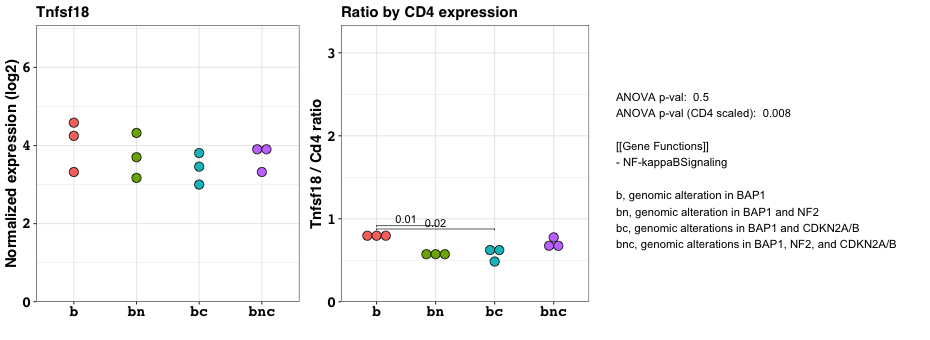 Tnfsf18
Normalized expression (log2)
6
4
2
0
b bn bc bnc
Ratio by CD4 expression
Tnfsf18 / Cd4 ratio
3
2
1
0
0.01 0.02
b bn bc bnc
ANOVA p-val: 0.5
ANOVA p-val (CD4 scaled): 0.008
[[Gene Functions]]
- NF-kappaBSignaling
b, genomic alteration in BAP1
bn, genomic alteration in BAP1 and NF2
bc, genomic alterations in BAP1 and CDKN2A/B
bnc, genomic alterations in BAP1, NF2, and CDKN2A/B